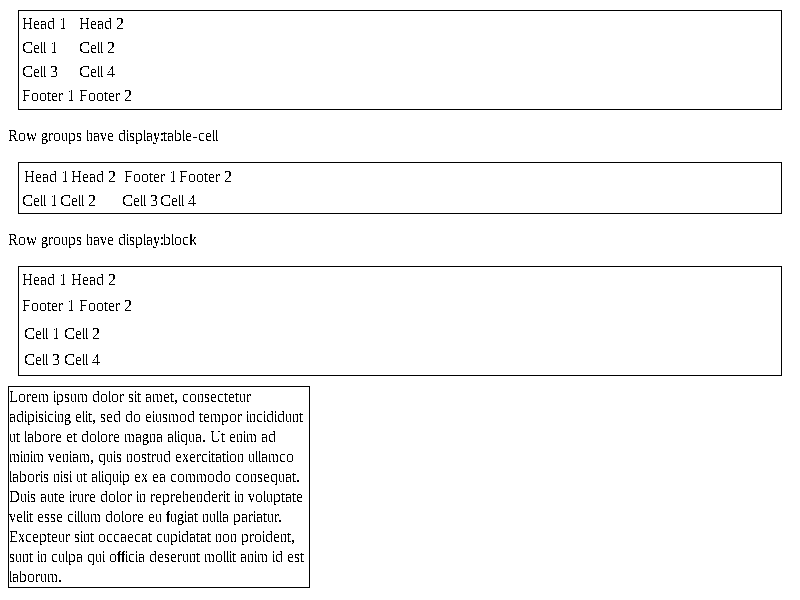 Head 1 Head 2
Cell 1 Cell 2
Cell 3 Cell 4
Footer 1 Footer 2
Row groups have display:table-cell
Head 1 Head 2 Footer 1 Footer 2
Cell 1 Cell 2 Cell 3 Cell 4
Row groups have display:block
Head 1 Head 2
Footer 1 Footer 2
Cell 1 Cell 2
Cell 3 Cell 4
Lorem ipsum dolor sit amet, consectetur
adipisicing elit, sed do eiusmod tempor incididunt
ut labore et dolore magna aliqua. Ut enim ad
minim veniam, quis nostrud exercitation ullamco
laboris nisi ut aliquip ex ea commodo consequat.
Duis aute irure dolor in reprehenderit in voluptate
velit esse cillum dolore eu fugiat nulla pariatur.
Excepteur sint occaecat cupidatat non proident,
sunt in culpa qui officia deserunt mollit anim id est
laborum.